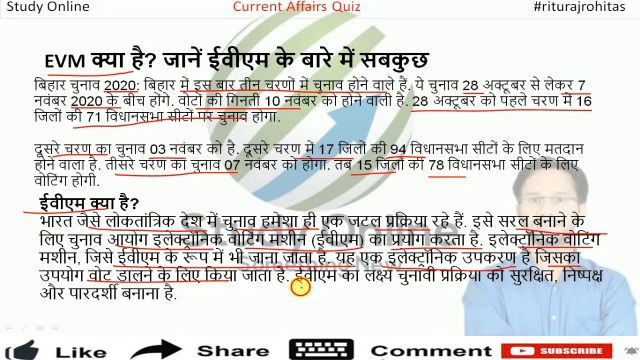 Study Online
Current Affairs Quiz
#riturajrohitas
EVM क्या है? जानें ईवीएम के बारे में सबकुछ
बिहार चुनाव 2020: बिहार में इस बार तीन चरणों में चुनाव होने वाले हैं. ये चुनाव 28 अक्टूबर से लेकर 7
नवंबर 2020 के बीच होंगे. वोटों की गिनती 10 नवंबर को होनी वाली है. 28 अक्टूबर को पहले चरण में 16
जिलों की 71 विधानसभा सीटों पर चुनाव होगा.
दूसरे चरण का चुनाव 03 नवंबर को है. दूसरे चरण में 17 जिलों की 94 विधानसभा सीटों के लिए मतदान
होने वाला है. तीसरे चरण का चुनाव 07 नवंबर को होगा. तब 15 जिलों की 78 विधानसभा सीटों के लिए
वोटिंग होगी.
ईवीएम क्या है?
भारत जैसे लोकतांत्रिक देश में चुनाव हमेशा ही एक जटिल प्रक्रिया रहे हैं. इसे सरल बनाने के
लिए चुनाव आयोग इलेक्ट्रॉनिक वोटिंग मशीन (ईवीएम) का प्रयोग करता है. इलेक्ट्रॉनिक वोटिंग
मशीन, जिसे ईवीएम के रूप में भी जाना जाता है. यह एक इलेक्ट्रॉनिक उपकरण है जिसका
उपयोग वोट डालने के लिए किया जाता है. ईवीएम का लक्ष्य चुनावी प्रक्रिया को सुरक्षित, निष्पक्ष
और पारदर्शी बनाना है.
Study Online
Something New
Like
Share
Comment
SUBSCRIBE